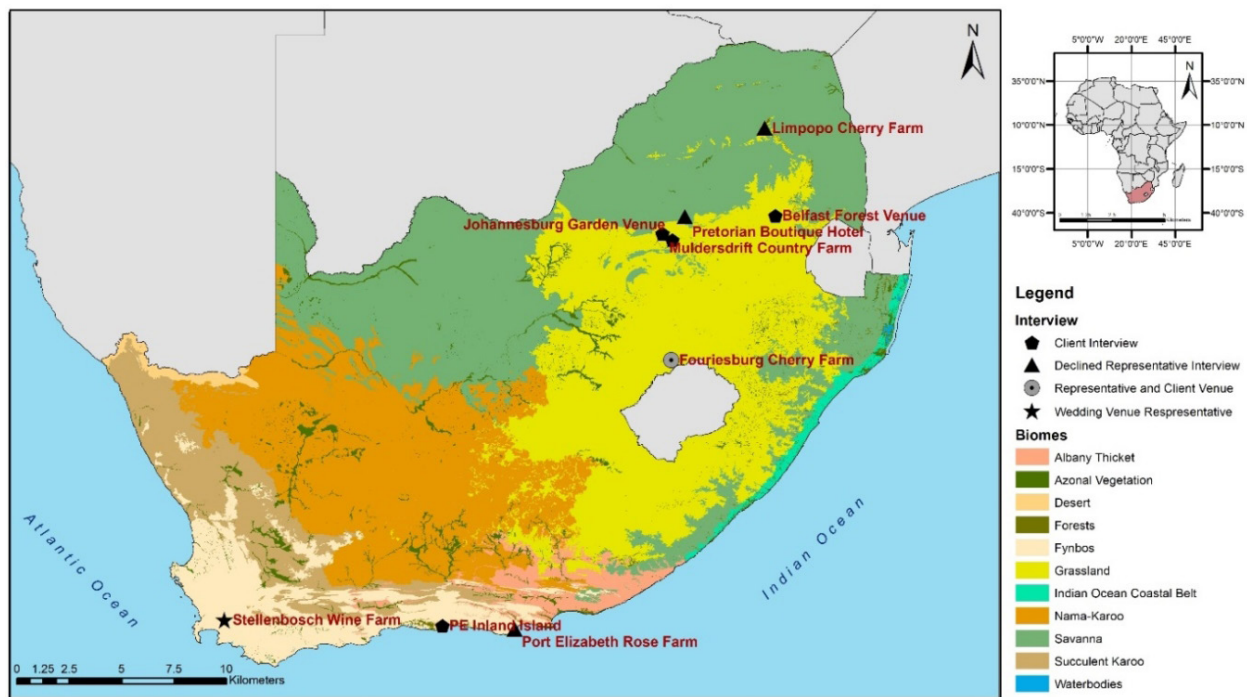 N
Limpopo Cherry Farm
Johannesburg Garden Venue
Belfast Forest Venue
Pretorian Boutique Hotel
Muldersdrift Country Farm
Fouriesburg Cherry Farm
Atlantic Ocean
Indian Ocean
Stellenbosch Wine Farm
PE Inland Island
Port Elizabeth Rose Farm
0 1.25 2.5 5 7.5 10
Kilometers
5°0'0"W 20°0'0"E 45°0'0"E
N
35°0'0"N 35°0'0"N
10°0'0"N 10°0'0"N
15°0'0"S 15°0'0"S
40°0'0"S 40°0'0"S
Kilometers
5°0'0"W 20°0'0"E 45°0'0"E
Legend
Interview
Client Interview
Declined Representative Interview
Representative and Client Venue
Wedding Venue Respresentative
Biomes
Albany Thicket
Azonal Vegetation
Desert
Forests
Fynbos
Grassland
Indian Ocean Coastal Belt
Nama-Karoo
Savanna
Succulent Karoo
Waterbodies